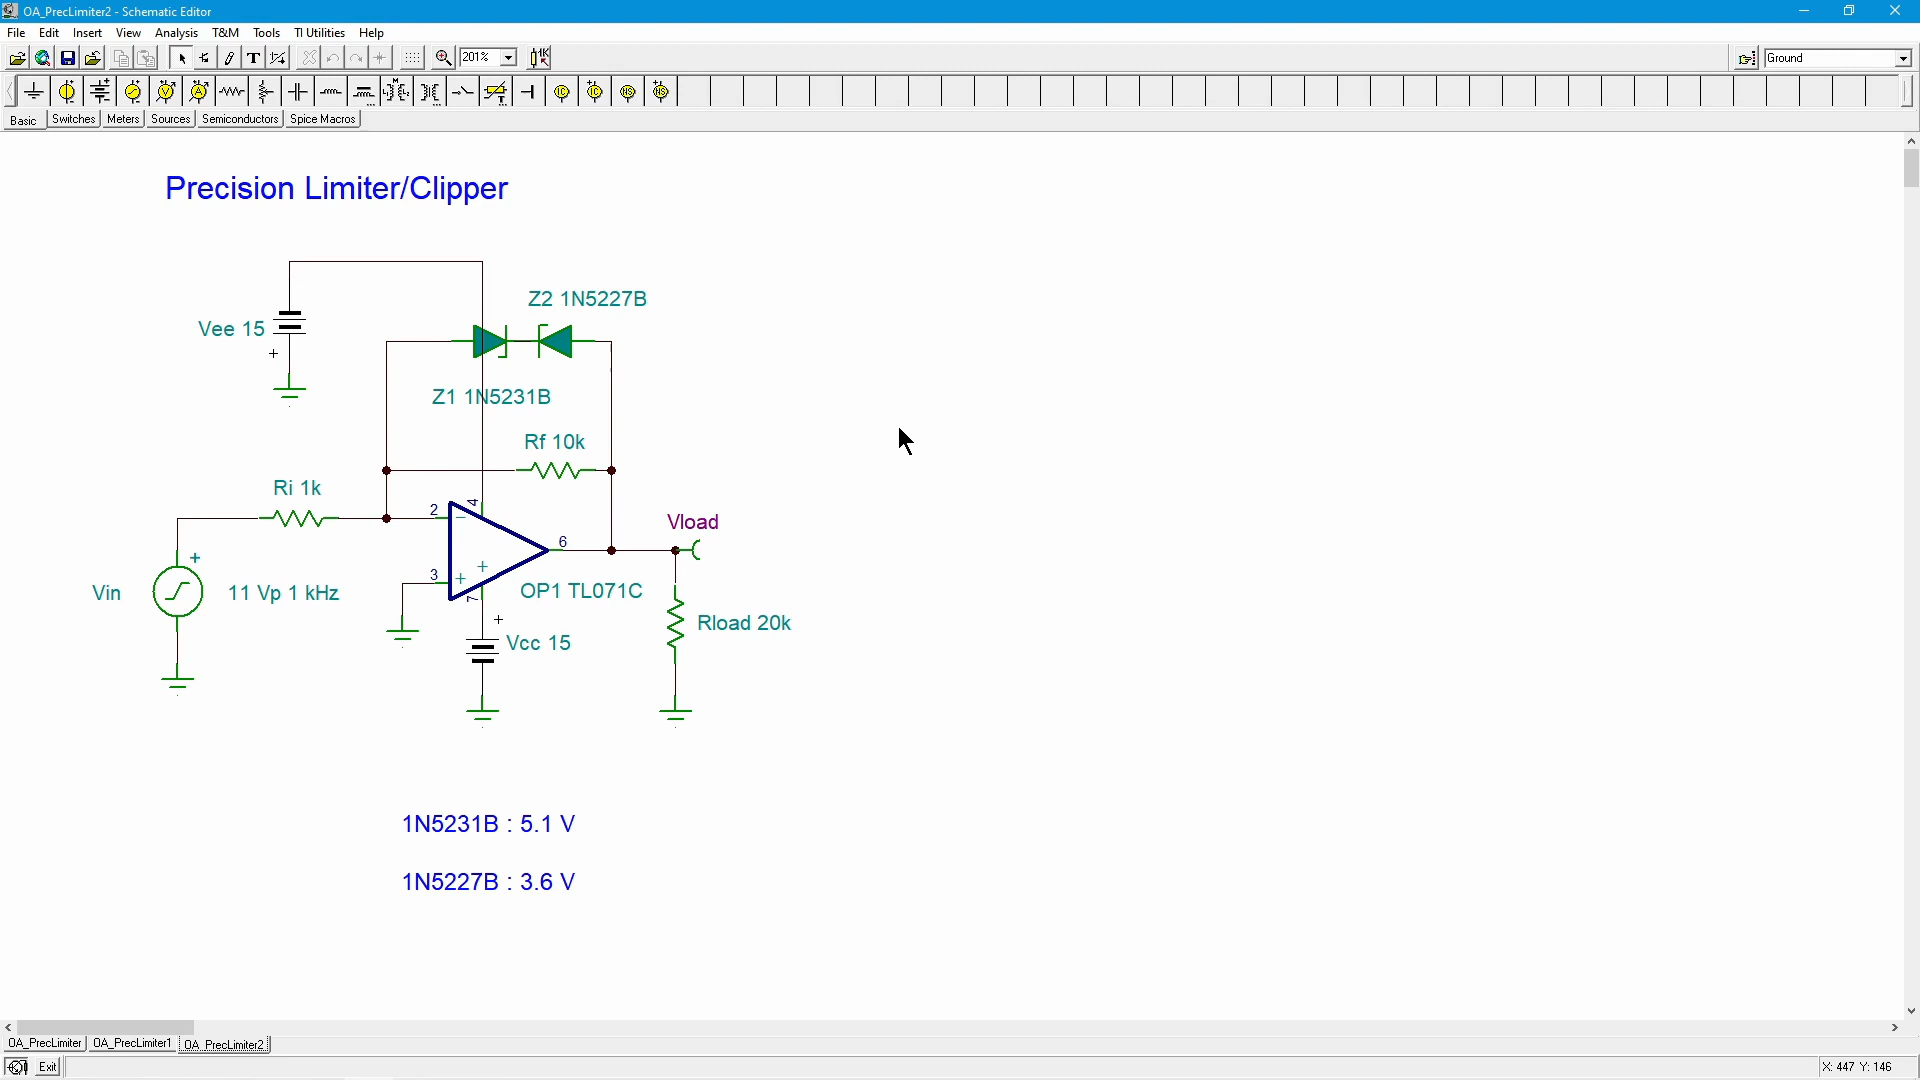 OA_PrecLimiter2 - Schematic Editor
File Edit Insert View Analysis T&M Tools TI Utilities Help
201%
1K
Ground
Basic Switches Meters Sources Semiconductors Spice Macros
Precision Limiter/Clipper
Z2 1N5227B
Vee 15
+
Z1 1N5231B
Rf 10k
Ri 1k
2
4
Vload
6
+
3
Vin
11 Vp 1 kHz
OP1 TL071C
7
+
Rload 20k
Vcc 15
1N5231B : 5.1 V
1N5227B : 3.6 V
OA_PrecLimiter OA_PrecLimiter1 OA_PrecLimiter2
Exit
X: 447 Y: 146